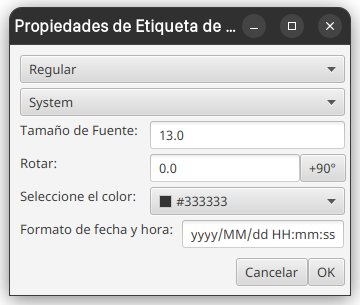 Propiedades de Etiqueta de ...
Regular
System
Tamaño de Fuente: 13.0
Rotar: 0.0 +90°
Seleccione el color: #333333
Formato de fecha y hora: yyyy/MM/dd HH:mm:ss
Cancelar OK